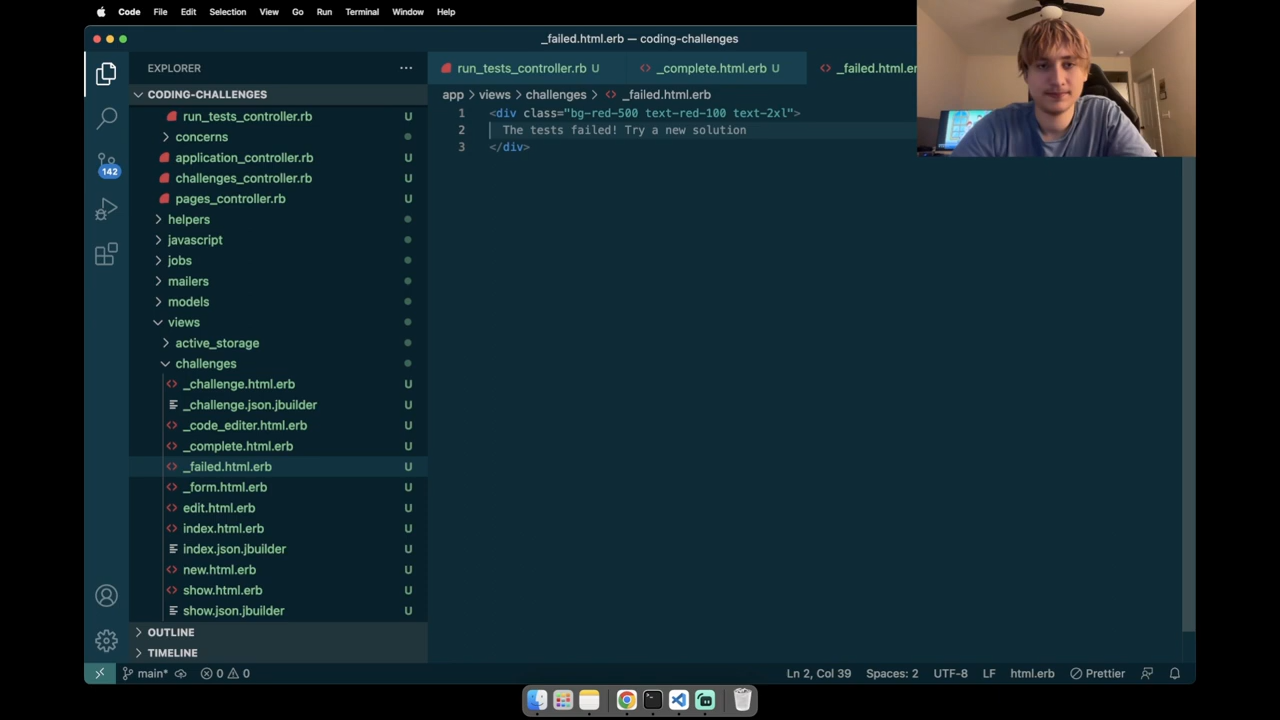 Code File Edit Selection View Go Run Terminal Window Help
_failed.html.erb — coding-challenges
EXPLORER
run_tests_controller.rb U
_complete.html.erb U
_failed.html.er
CODING-CHALLENGES
app > views > challenges > _failed.html.erb
run_tests_controller.rb U
concerns
application_controller.rb U
challenges_controller.rb U
pages_controller.rb U
helpers
javascript
jobs
mailers
models
views
active_storage
challenges
_challenge.html.erb U
_challenge.json.jbuilder U
_code_editer.html.erb U
_complete.html.erb U
_failed.html.erb U
_form.html.erb U
edit.html.erb U
index.html.erb U
index.json.jbuilder U
new.html.erb U
show.html.erb U
show.json.jbuilder U
OUTLINE
TIMELINE
142
1 <div class="bg-red-500 text-red-100 text-2xl">
2 The tests failed! Try a new solution
3 </div>
main* 0 0 Ln 2, Col 39 Spaces: 2 UTF-8 LF html.erb Prettier